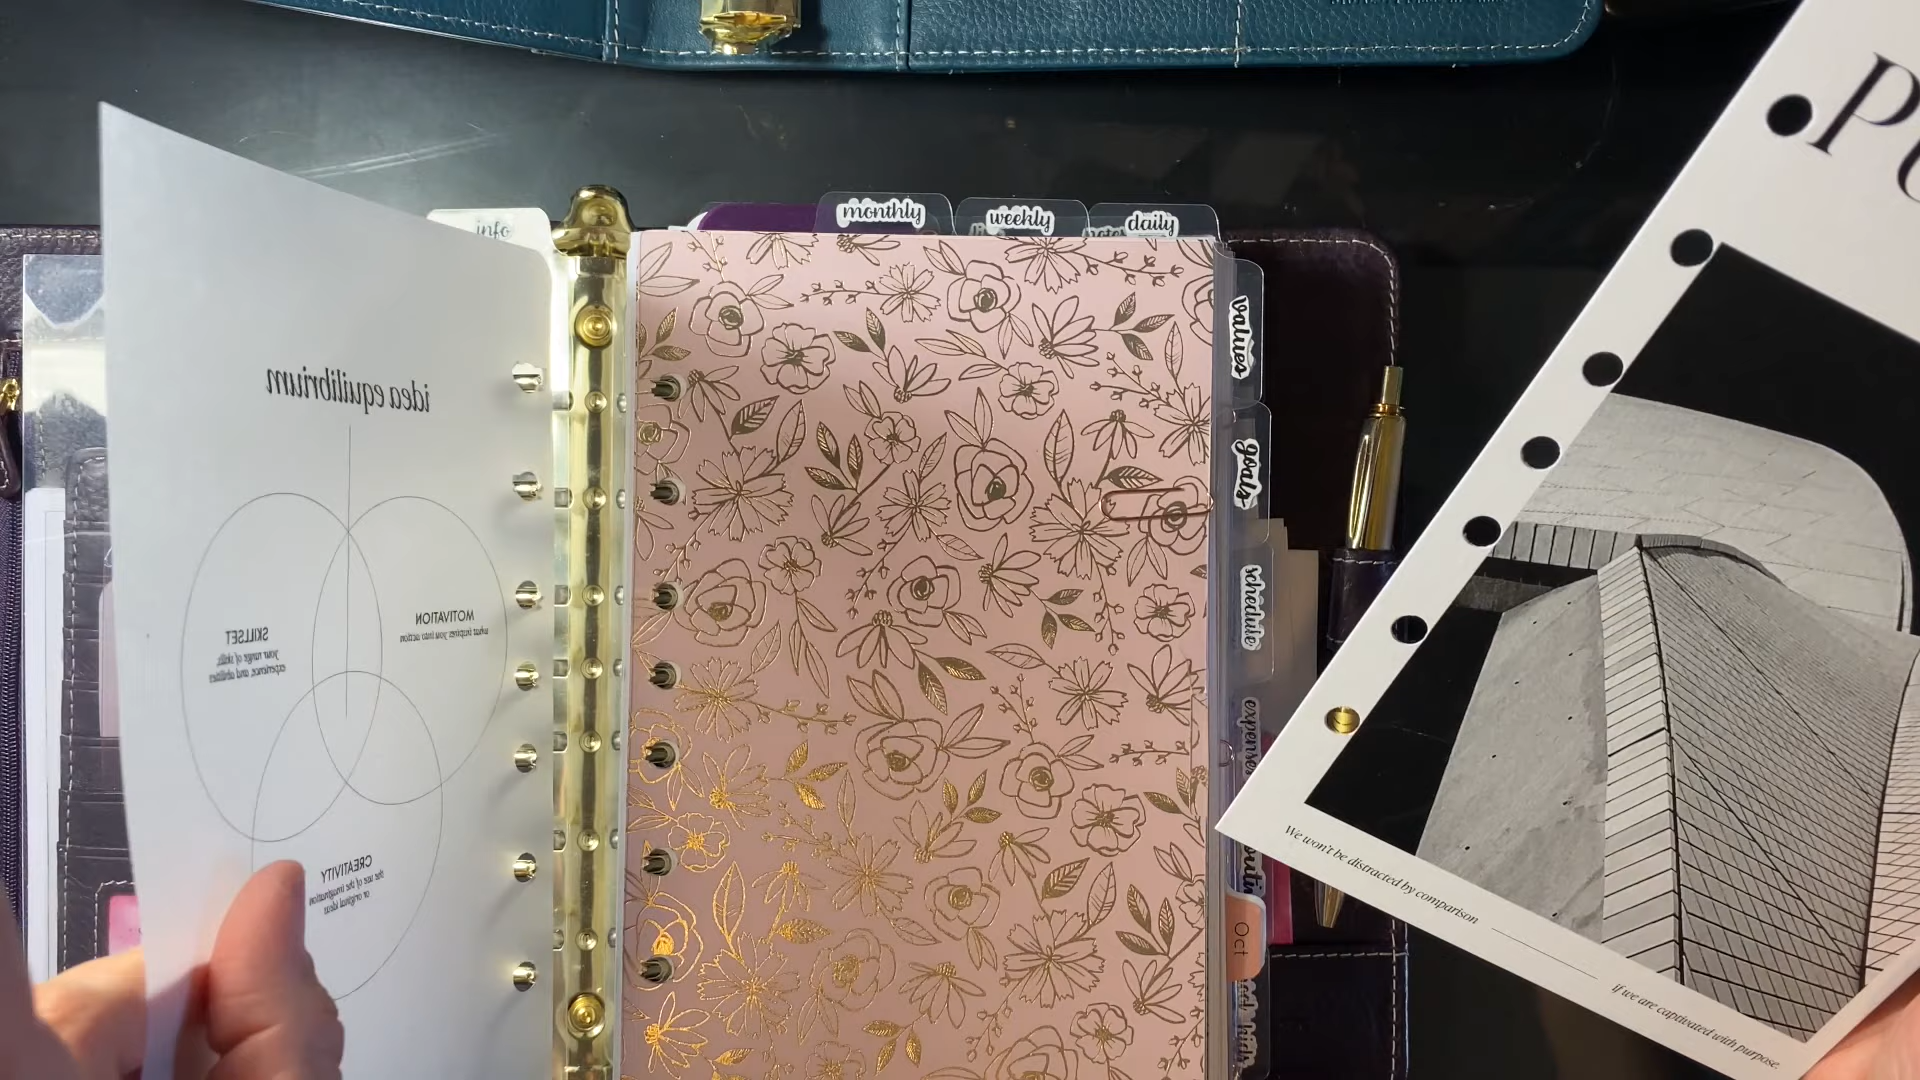 info
monthly
weekly
daily
notes
values
goals
schedule
expenses
Oct
idea equilibrium
MOTIVATION
what inspires you into action
SKILLSET
your range of skills,
experience, and abilities
CREATIVITY
the use of the imagination
or original ideas
We won't be distracted by comparison
if we are captivated with purpose